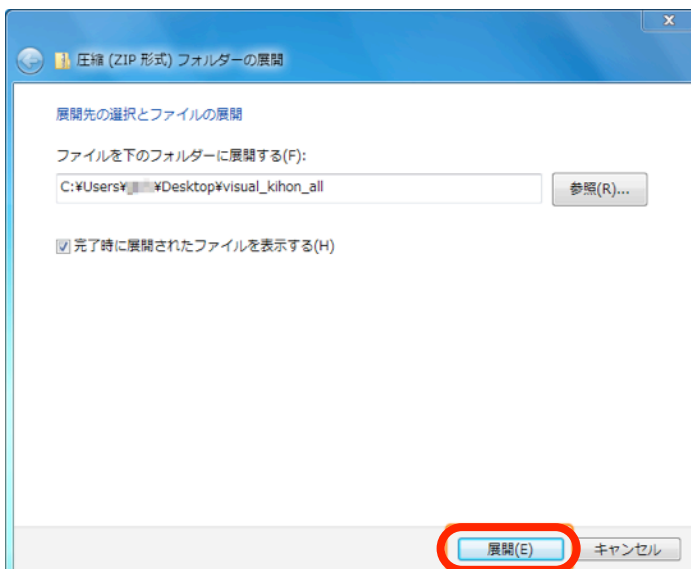 圧縮 (ZIP 形式) フォルダーの展開
展開先の選択とファイルの展開
ファイルを下のフォルダーに展開する(F):
C:¥Users¥ ¥Desktop¥visual_kihon_all
参照(R)...
完了時に展開されたファイルを表示する(H)
展開(E) キャンセル